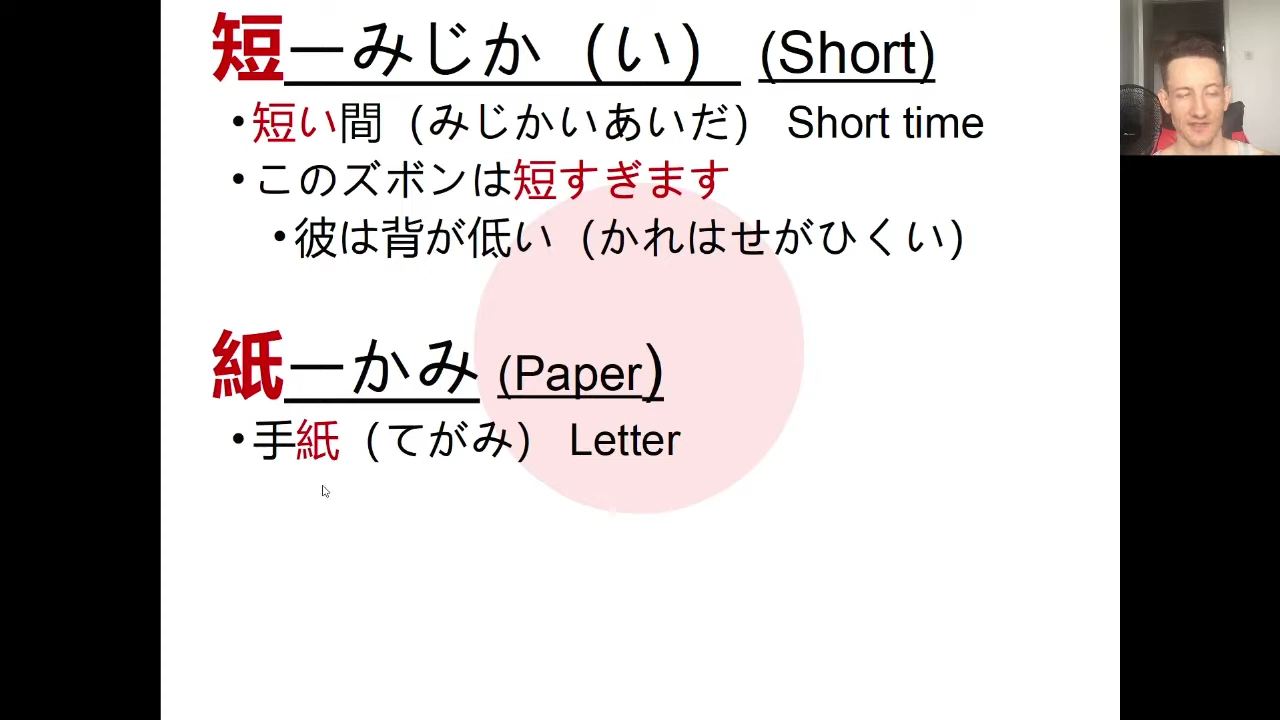 短—みじか（い） (Short)
•短い間（みじかいあいだ） Short time
•このズボンは短すぎます
•彼は背が低い（かれはせがひくい）
紙—かみ (Paper)
•手紙（てがみ） Letter